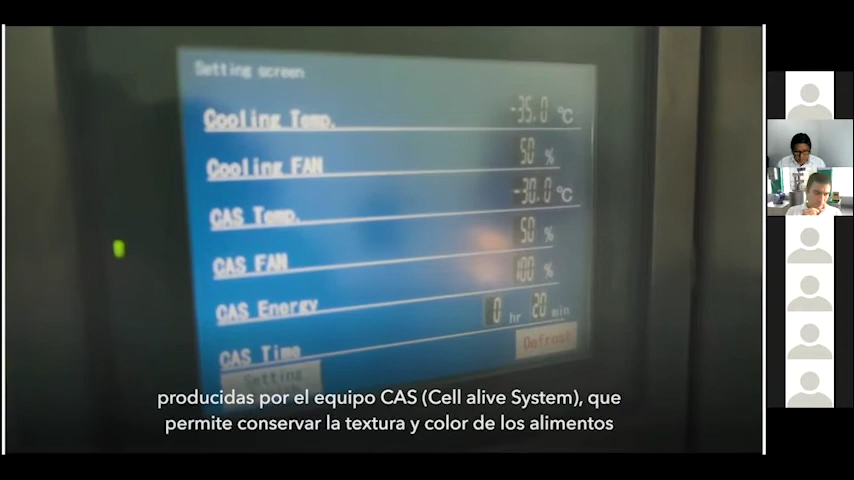 Setting screen
Cooling Temp. -35.0 °C
Cooling FAN 50 %
CAS Temp. -30.0 °C
CAS FAN 50 %
CAS Energy 100 %
CAS Time 0 hr 20 min
Defrost
Setting
producidas por el equipo CAS (Cell alive System), que
permite conservar la textura y color de los alimentos